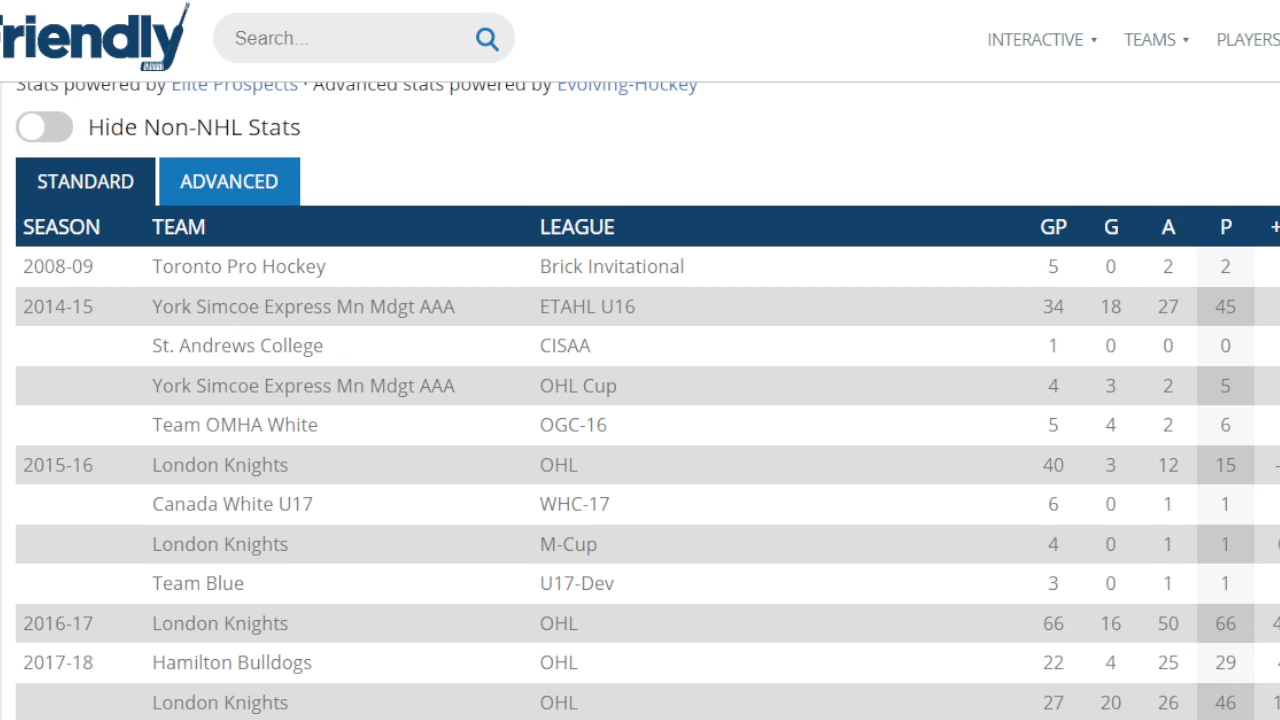 riendly
Search...
INTERACTIVE ▾ TEAMS ▾ PLAYERS
Stats powered by Elite Prospects · Advanced stats powered by Evolving-Hockey
Hide Non-NHL Stats
STANDARD ADVANCED
SEASON TEAM LEAGUE GP G A P +
2008-09 Toronto Pro Hockey Brick Invitational 5 0 2 2
2014-15 York Simcoe Express Mn Mdgt AAA ETAHL U16 34 18 27 45
St. Andrews College CISAA 1 0 0 0
York Simcoe Express Mn Mdgt AAA OHL Cup 4 3 2 5
Team OMHA White OGC-16 5 4 2 6
2015-16 London Knights OHL 40 3 12 15 -
Canada White U17 WHC-17 6 0 1 1
London Knights M-Cup 4 0 1 1
Team Blue U17-Dev 3 0 1 1
2016-17 London Knights OHL 66 16 50 66
2017-18 Hamilton Bulldogs OHL 22 4 25 29
London Knights OHL 27 20 26 46